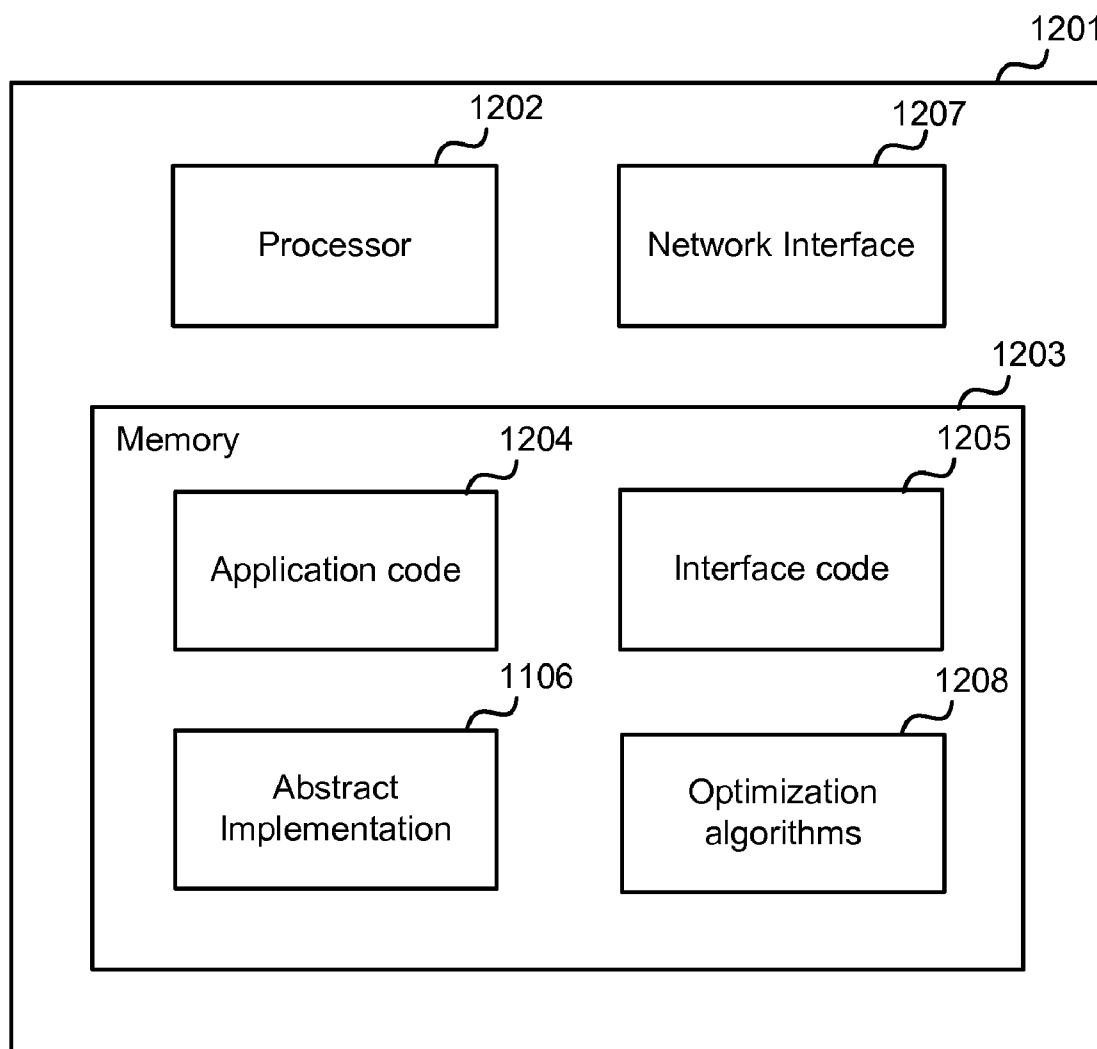 1201
1202
1207
Processor
Network Interface
1203
Memory
1204
1205
Application code
Interface code
1106
1208
Abstract
Implementation
Optimization
algorithms